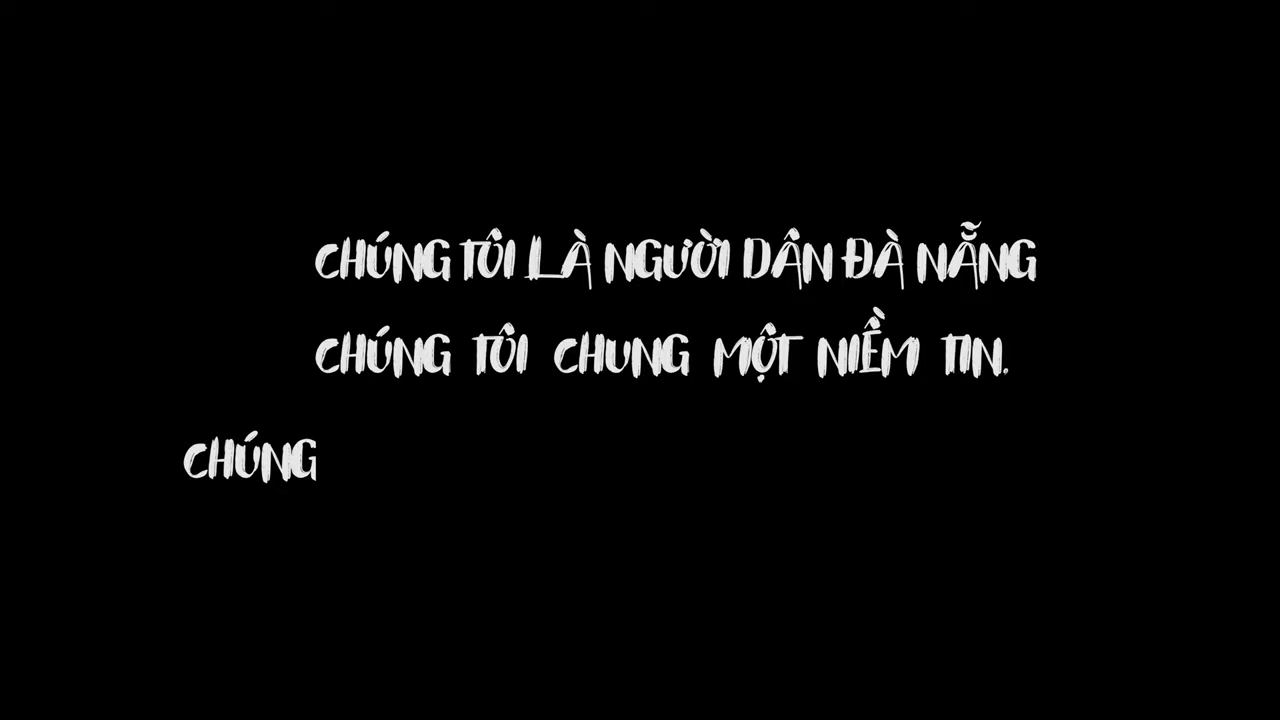 CHÚNG TÔI LÀ NGƯỜI DÂN ĐÀ NẴNG
CHÚNG TÔI CHUNG MỘT NIỀM TIN.
CHÚNG